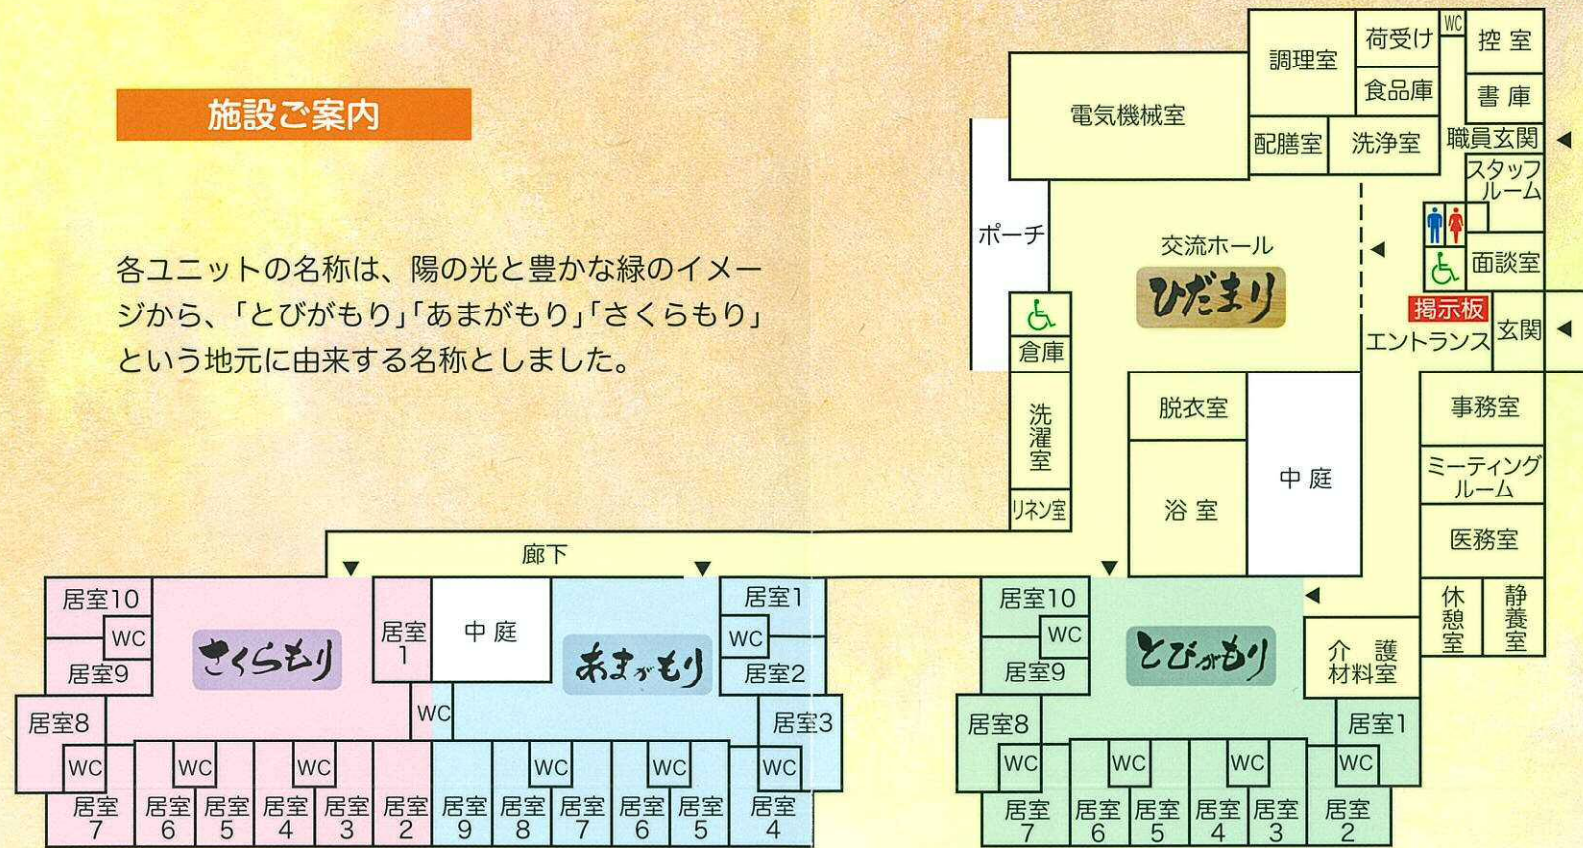 施設ご案内
各ユニットの名称は、陽の光と豊かな緑のイメー
ジから、「とびがもり」「あまがもり」「さくらもり」
という地元に由来する名称としました。
電気機械室
調理室
荷受け
WC
控室
食品庫
書庫
配膳室
洗浄室
職員玄関
スタッフ
ルーム
ポーチ
交流ホール
ひだまり
面談室
掲示板
エントランス
玄関
倉庫
洗濯室
リネン室
脱衣室
浴室
中庭
事務室
ミーティング
ルーム
医務室
休憩室
静養室
廊下
居室10
WC
居室9
さくらもり
居室
1
居室8
WC
居室
7
WC
居室
6
居室
5
WC
居室
4
居室
3
居室
2
中庭
WC
あまがもり
居室1
WC
居室2
居室3
WC
居室
4
居室
9
WC
居室
8
居室
7
WC
居室
6
居室
5
居室10
WC
居室9
とびがもり
介護
材料室
居室8
WC
居室
7
WC
居室
6
居室
5
WC
居室
4
居室
3
居室1
WC
居室
2